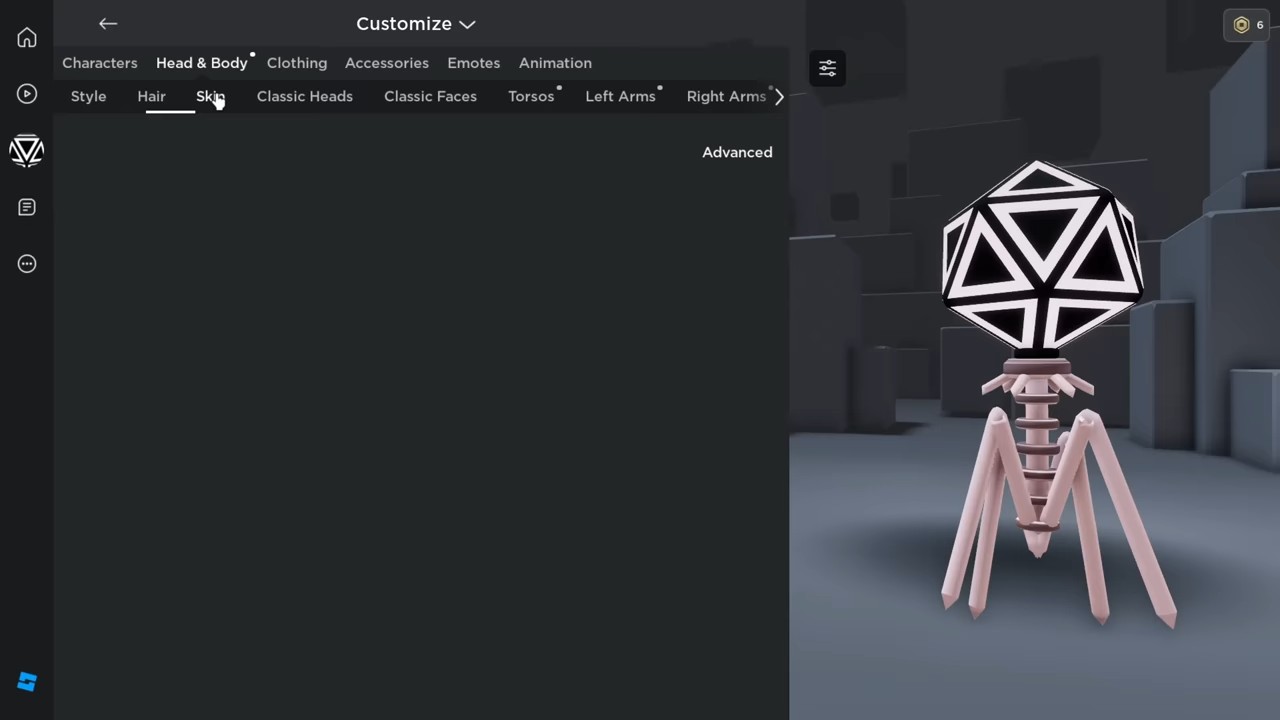 Customize
6
Characters Head & Body Clothing Accessories Emotes Animation
Style Hair Skin Classic Heads Classic Faces Torsos Left Arms Right Arms
Advanced